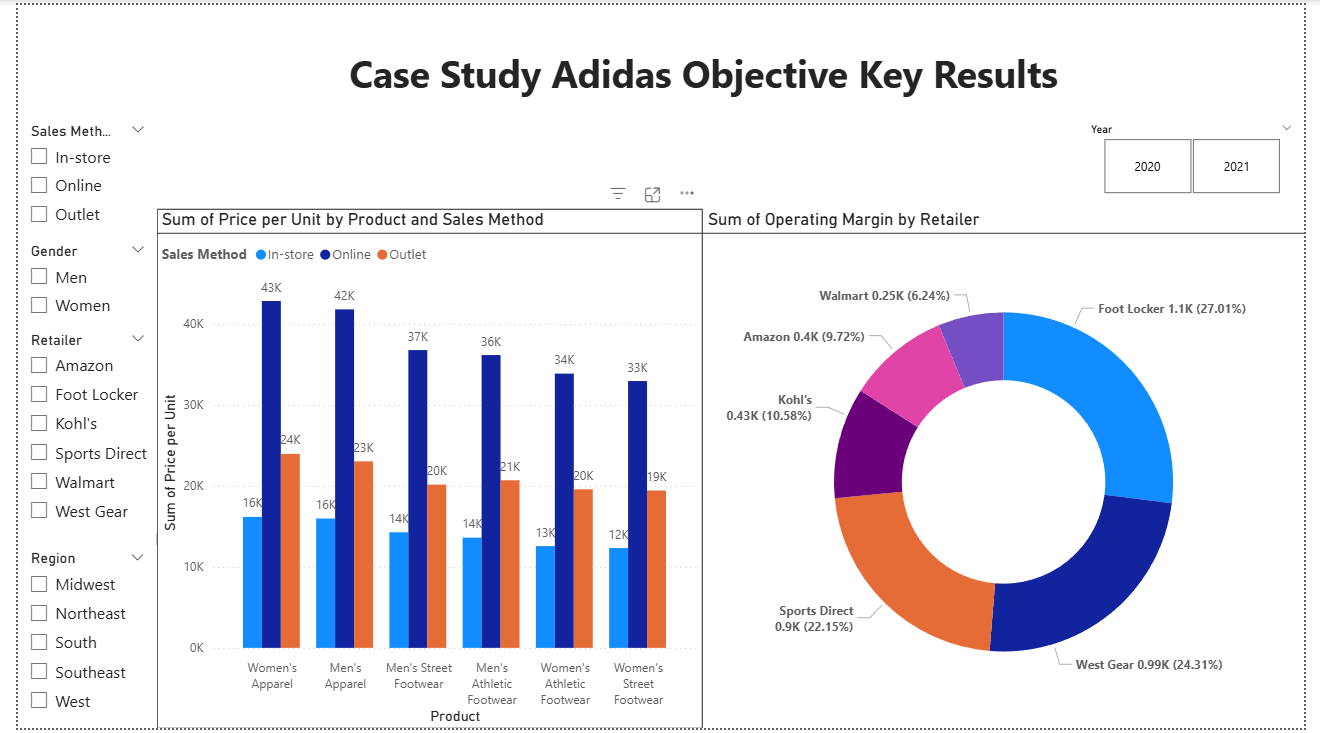 Case Study Adidas Objective Key Results
Sales Meth...
In-store
Online
Outlet
Gender
Men
Women
Retailer
Amazon
Foot Locker
Kohl's
Sports Direct
Walmart
West Gear
Region
Midwest
Northeast
South
Southeast
West
Year
2020
2021
Sum of Price per Unit by Product and Sales Method
Sales Method In-store Online Outlet
Sum of Price per Unit
40K
30K
20K
10K
0K
16K
43K
24K
16K
42K
23K
14K
37K
20K
14K
36K
21K
13K
34K
20K
12K
33K
19K
Women's
Apparel
Men's
Apparel
Men's Street
Footwear
Men's
Athletic
Footwear
Women's
Athletic
Footwear
Women's
Street
Footwear
Product
Sum of Operating Margin by Retailer
Walmart 0.25K (6.24%)
Foot Locker 1.1K (27.01%)
Amazon 0.4K (9.72%)
Kohl's
0.43K (10.58%)
Sports Direct
0.9K (22.15%)
West Gear 0.99K (24.31%)